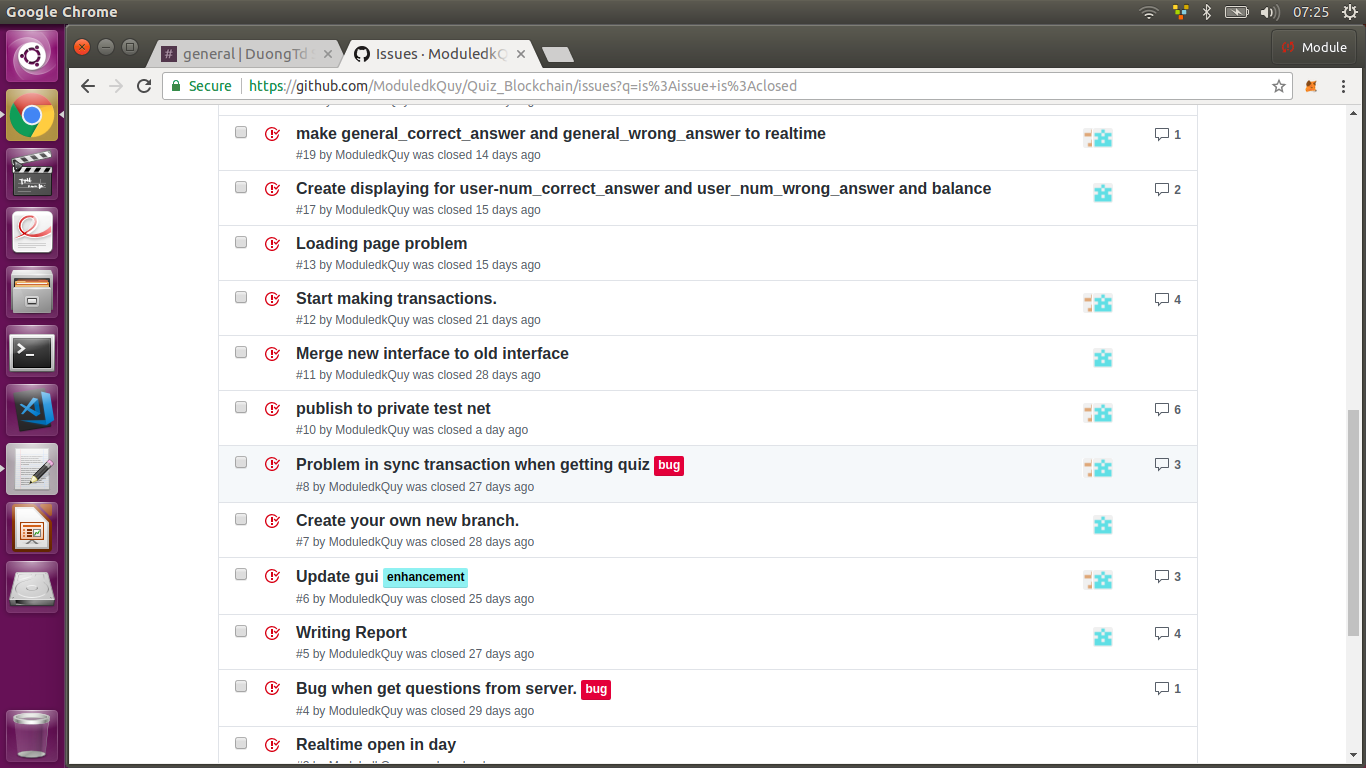 Google Chrome
07:25
# general | DuongTd
Issues · ModuledkQ
Module
Secure https://github.com/ModuledkQuy/Quiz_Blockchain/issues?q=is%3Aissue+is%3Aclosed
make general_correct_answer and general_wrong_answer to realtime
1
#19 by ModuledkQuy was closed 14 days ago
Create displaying for user-num_correct_answer and user_num_wrong_answer and balance
2
#17 by ModuledkQuy was closed 15 days ago
Loading page problem
#13 by ModuledkQuy was closed 15 days ago
Start making transactions.
4
#12 by ModuledkQuy was closed 21 days ago
Merge new interface to old interface
#11 by ModuledkQuy was closed 28 days ago
publish to private test net
6
#10 by ModuledkQuy was closed a day ago
Problem in sync transaction when getting quiz bug
3
#8 by ModuledkQuy was closed 27 days ago
Create your own new branch.
#7 by ModuledkQuy was closed 28 days ago
Update gui enhancement
3
#6 by ModuledkQuy was closed 25 days ago
Writing Report
4
#5 by ModuledkQuy was closed 27 days ago
Bug when get questions from server. bug
1
#4 by ModuledkQuy was closed 29 days ago
Realtime open in day